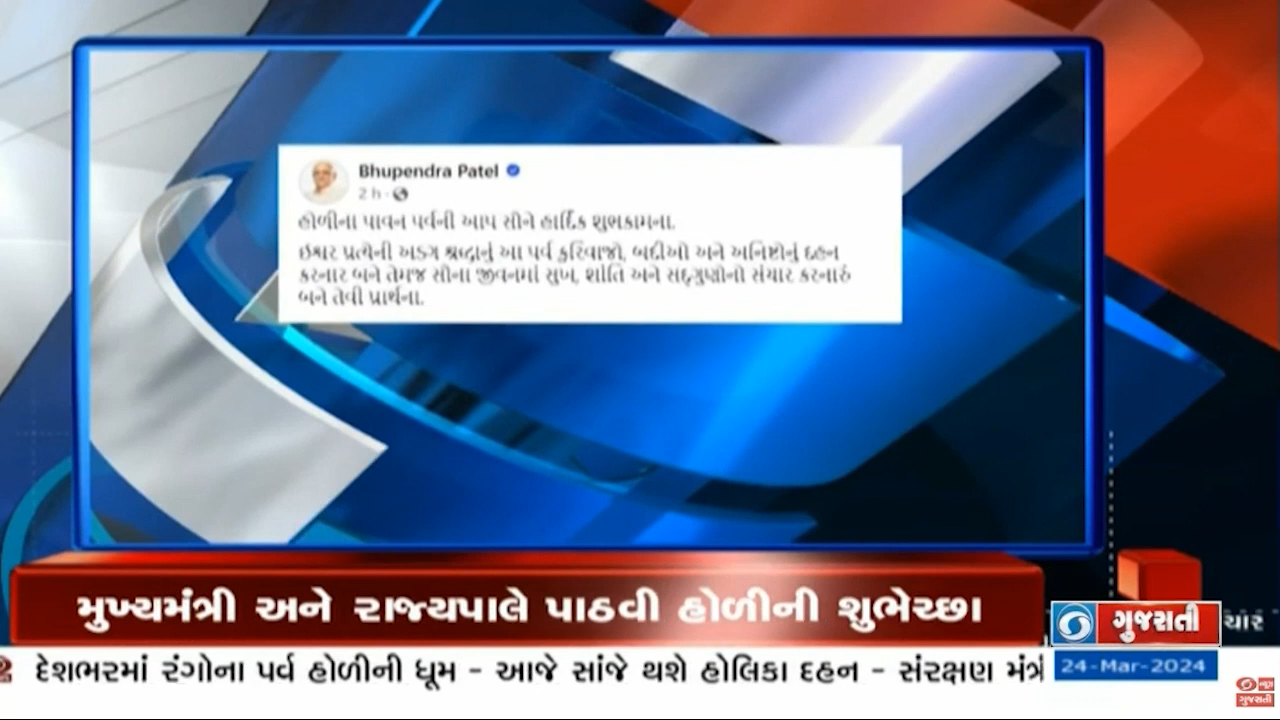 Bhupendra Patel
2 h
હોળીના પાવન પર્વની આપ સૌને હાર્દિક શુભકામના.
ઈશ્વર પ્રત્યેની અડગ શ્રદ્ધાનું આ પર્વ કુરિવાજો, બદીઓ અને અનિષ્ટોનું દહન
કરનાર બને તેમજ સૌના જીવનમાં સુખ, શાંતિ અને સદ્ગુણોનો સંચાર કરનારું
બને તેવી પ્રાર્થના.
મુખ્યમંત્રી અને રાજ્યપાલે પાઠવી હોળીની શુભેચ્છા
ગુજરાતી
ચાર
દેશભરમાં રંગોના પર્વ હોળીની ધૂમ - આજે સાંજે થશે હોલિકા દહન - સંરક્ષણ
24-Mar-2024
ન્યૂઝ
ગુજરાતી